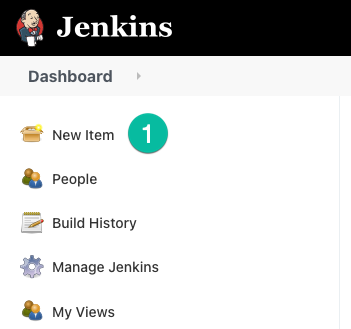 Jenkins
Dashboard
New Item 1
People
Build History
Manage Jenkins
My Views